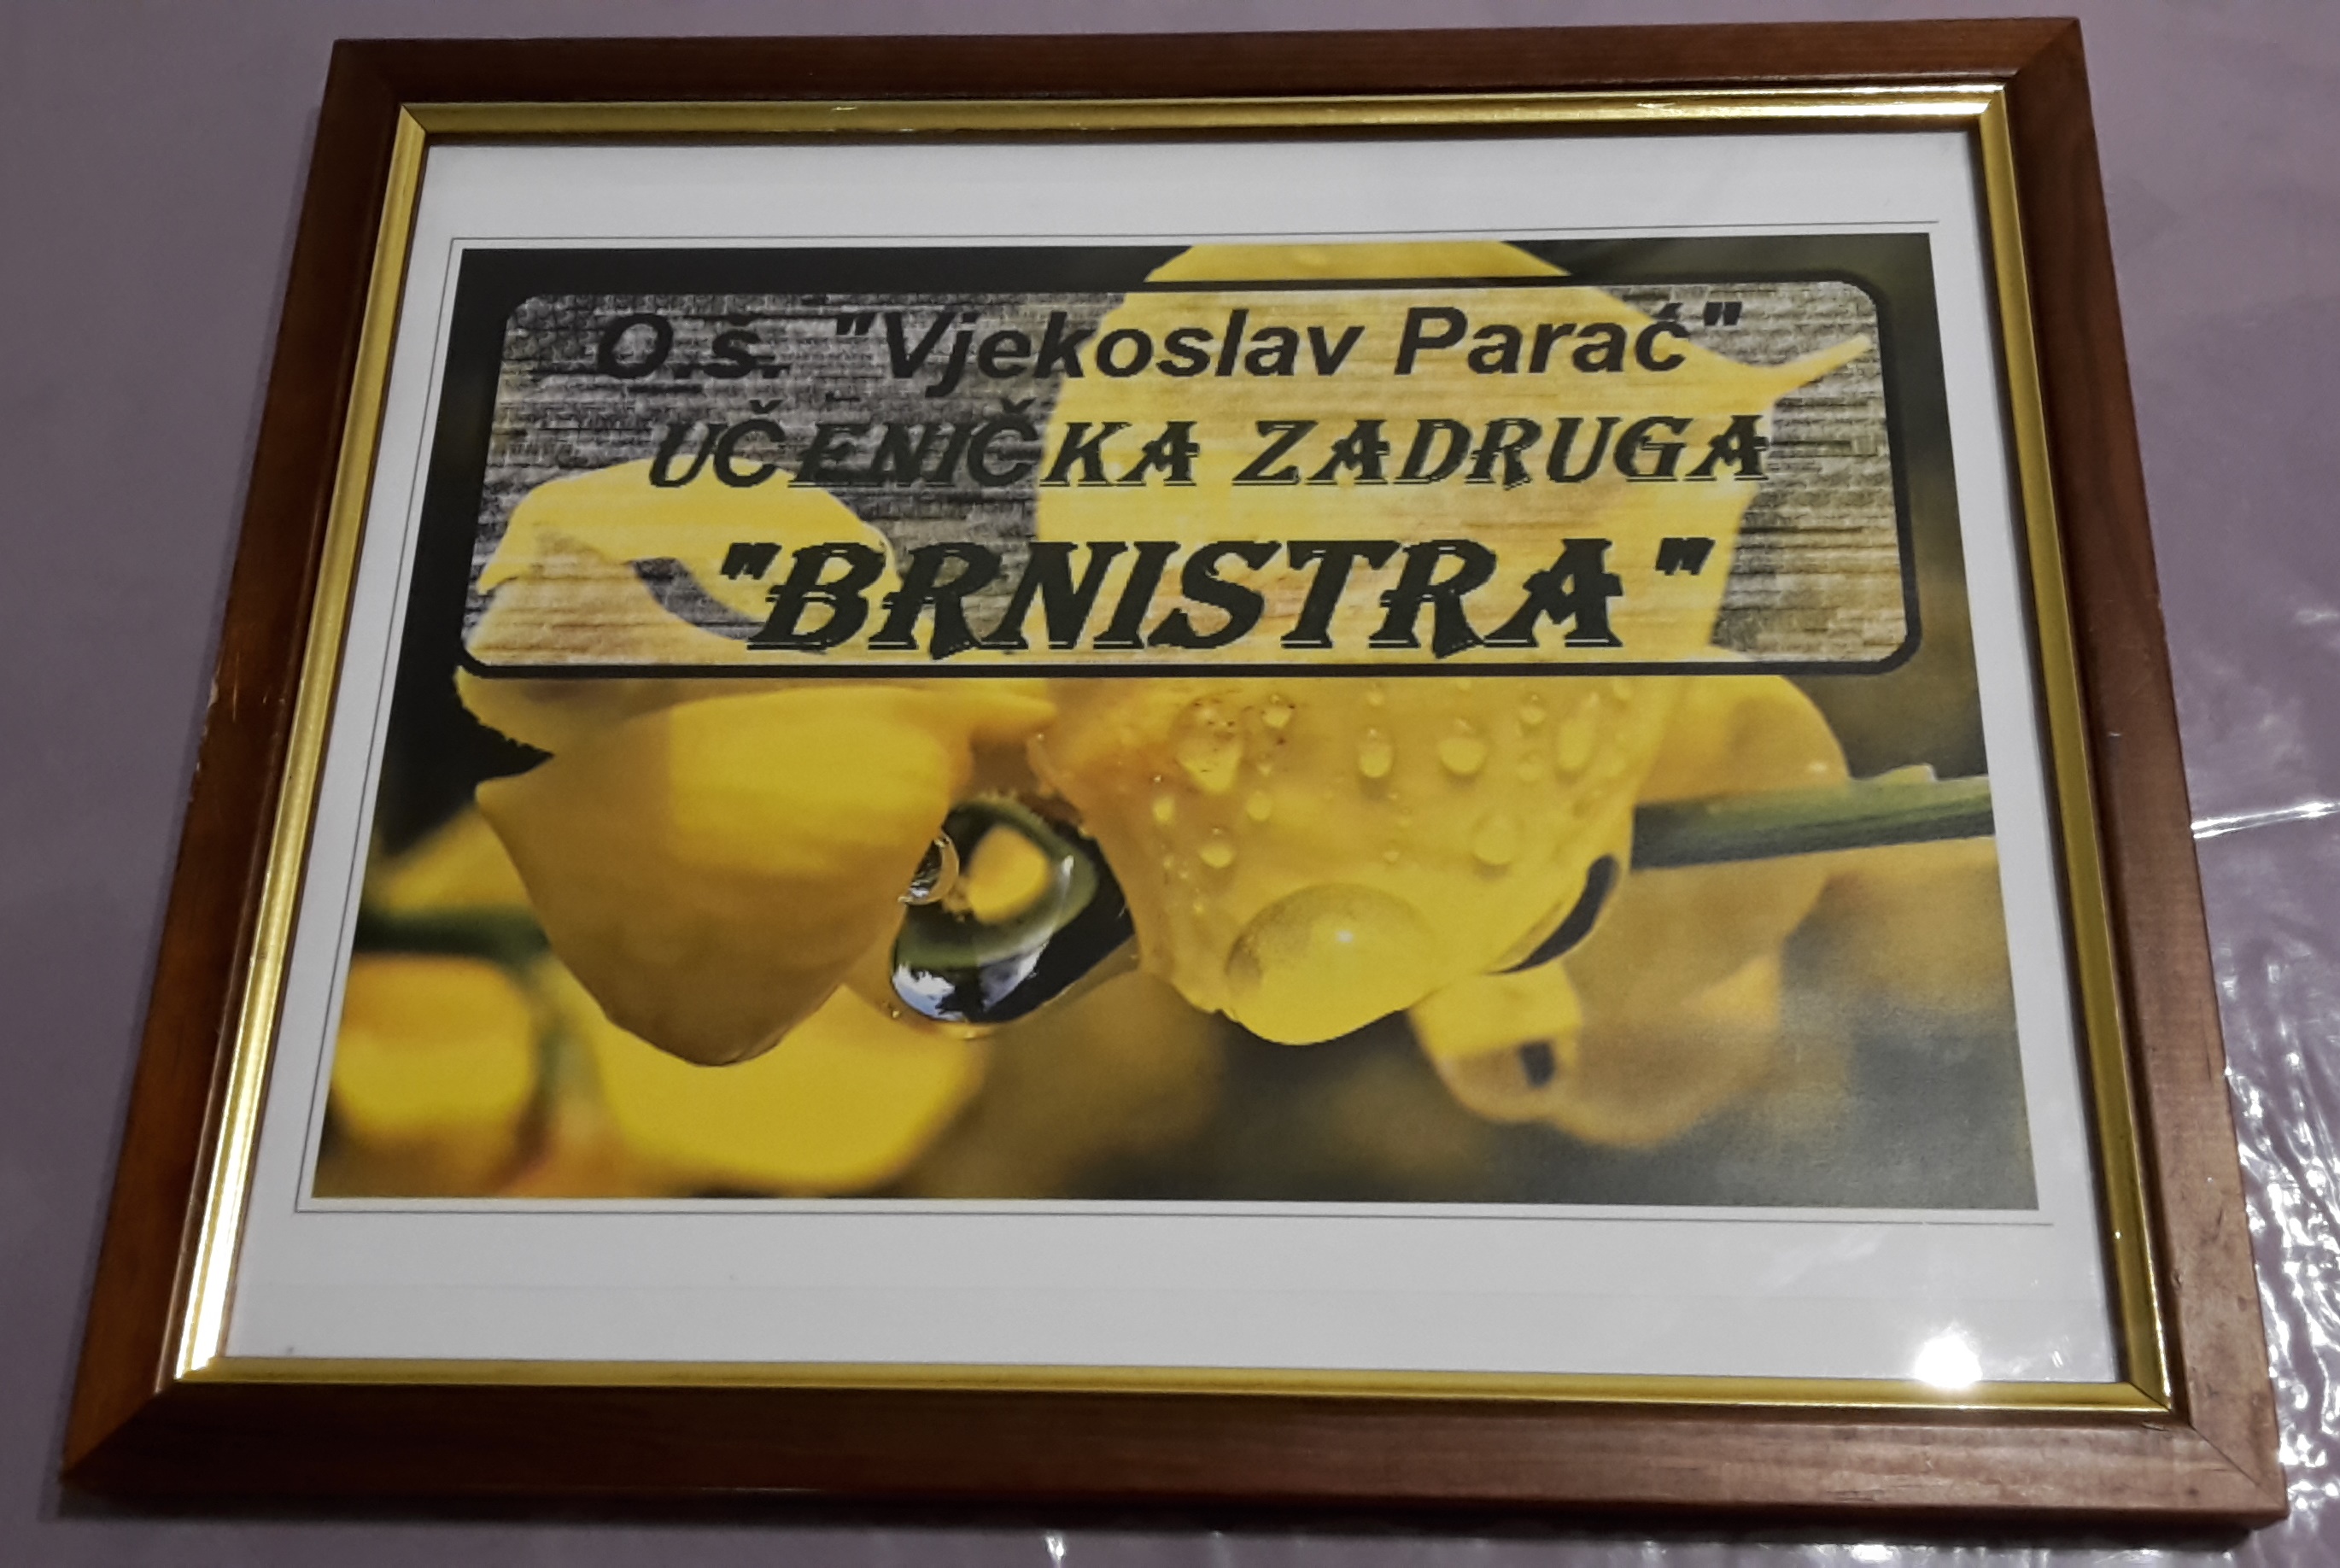 O.š. "Vjekoslav Parać"
UČENIČKA ZADRUGA
"BRNISTRA"